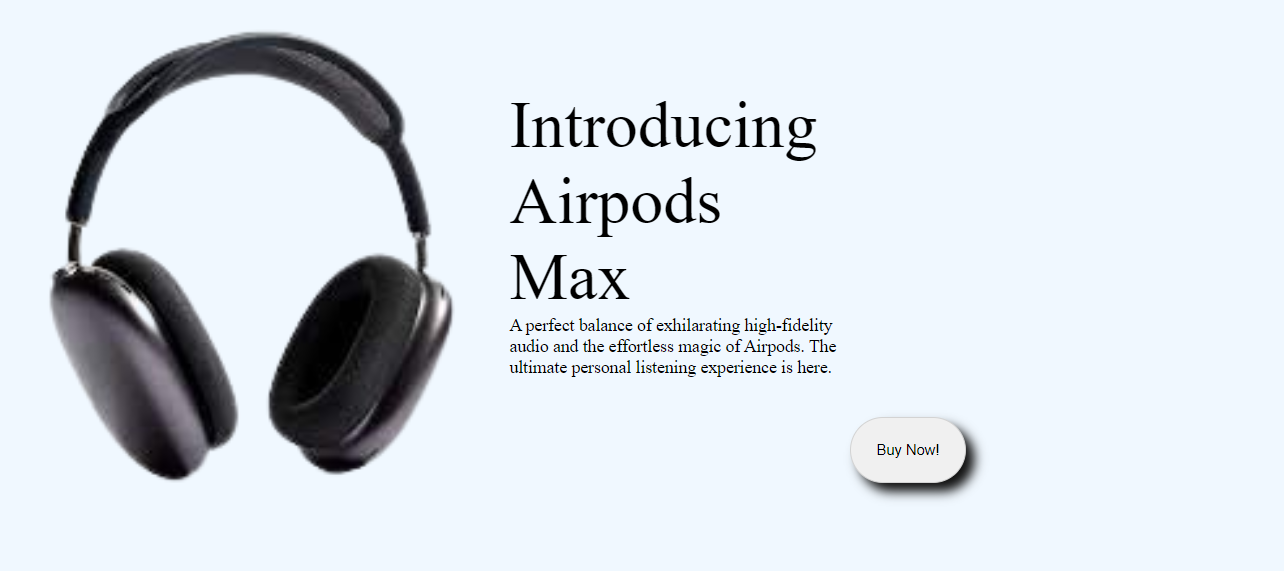 Introducing
Airpods
Max
A perfect balance of exhilarating high-fidelity
audio and the effortless magic of Airpods. The
ultimate personal listening experience is here.
Buy Now!